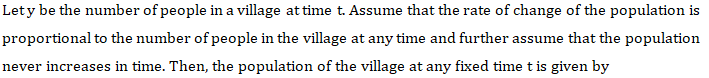 Let y be the number of people in a village at time t. Assume that the rate of change of the population is
proportional to the number of people in the village at any time and further assume that the population
never increases in time. Then, the population of the village at any fixed time t is given by